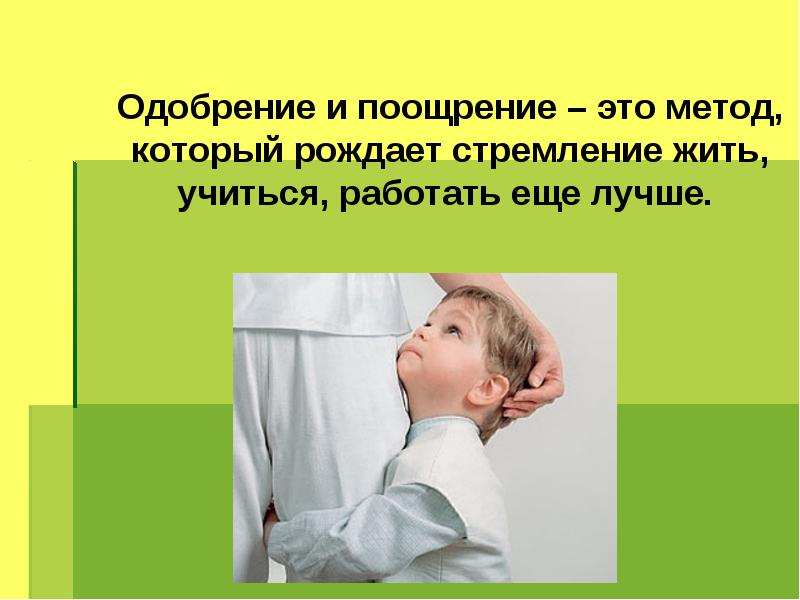 Одобрение и поощрение – это метод,
который рождает стремление жить,
учиться, работать еще лучше.